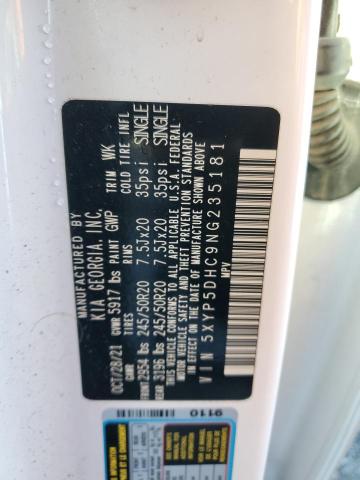 MANUFACTURED BY
KIA GEORGIA, INC.
OCT/28/21 PAINT GWP TRIM WK
GVWR 5917 lbs
TIRES RIMS COLD TIRE INFL
FRONT 2954 lbs 245/50R20 7.5Jx20 35psi SINGLE
REAR 3196 lbs 245/50R20 7.5Jx20 35psi SINGLE
THIS VEHICLE CONFORMS TO ALL APPLICABLE U.S.A. FEDERAL
MOTOR VEHICLE SAFETY AND THEFT PREVENTION STANDARDS
IN EFFECT ON THE DATE OF MANUFACTURE SHOWN ABOVE
VIN 5XYP5DHC9NG235181
MPV
9110